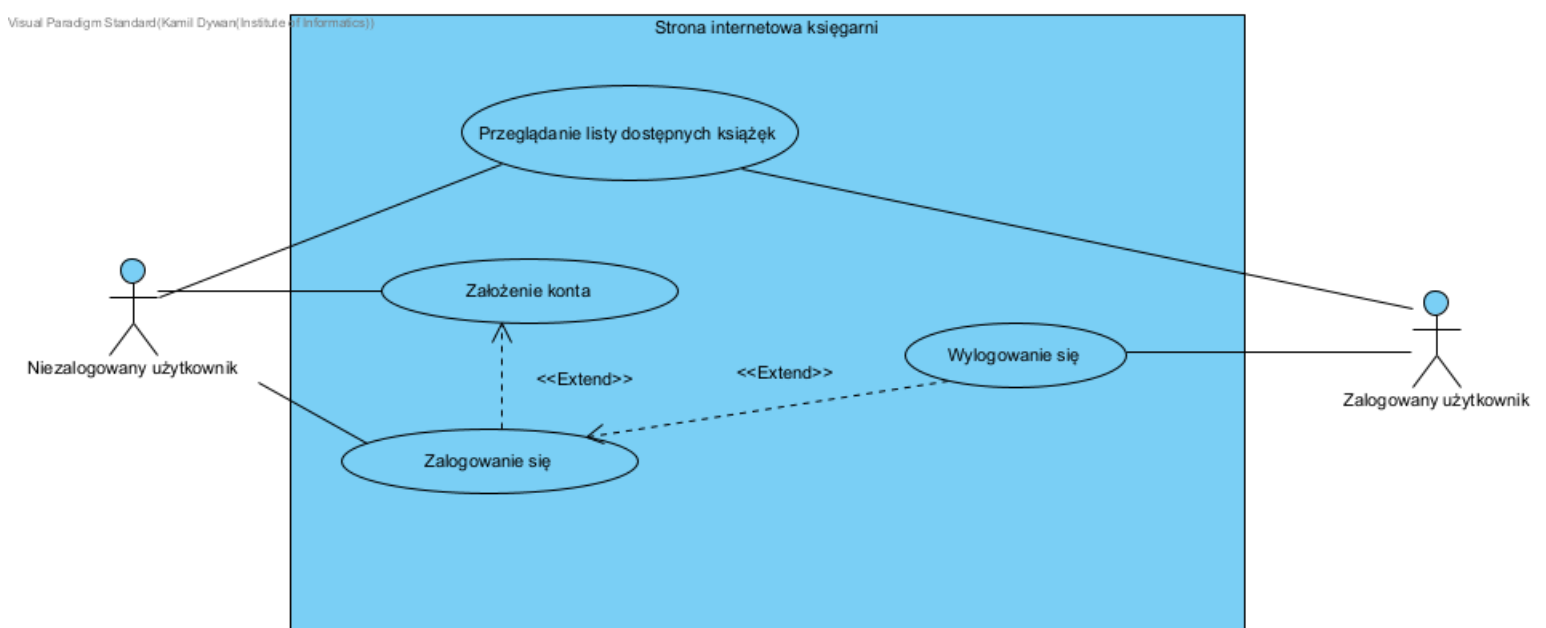 Visual Paradigm Standard(Kamil Dywan(Institute of Informatics))
Strona internetowa księgarni
Przeglądanie listy dostępnych książęk
Założenie konta
Wylogowanie się
<<Extend>>
<<Extend>>
Niezalogowany użytkownik
Zalogowany użytkownik
Zalogowanie się